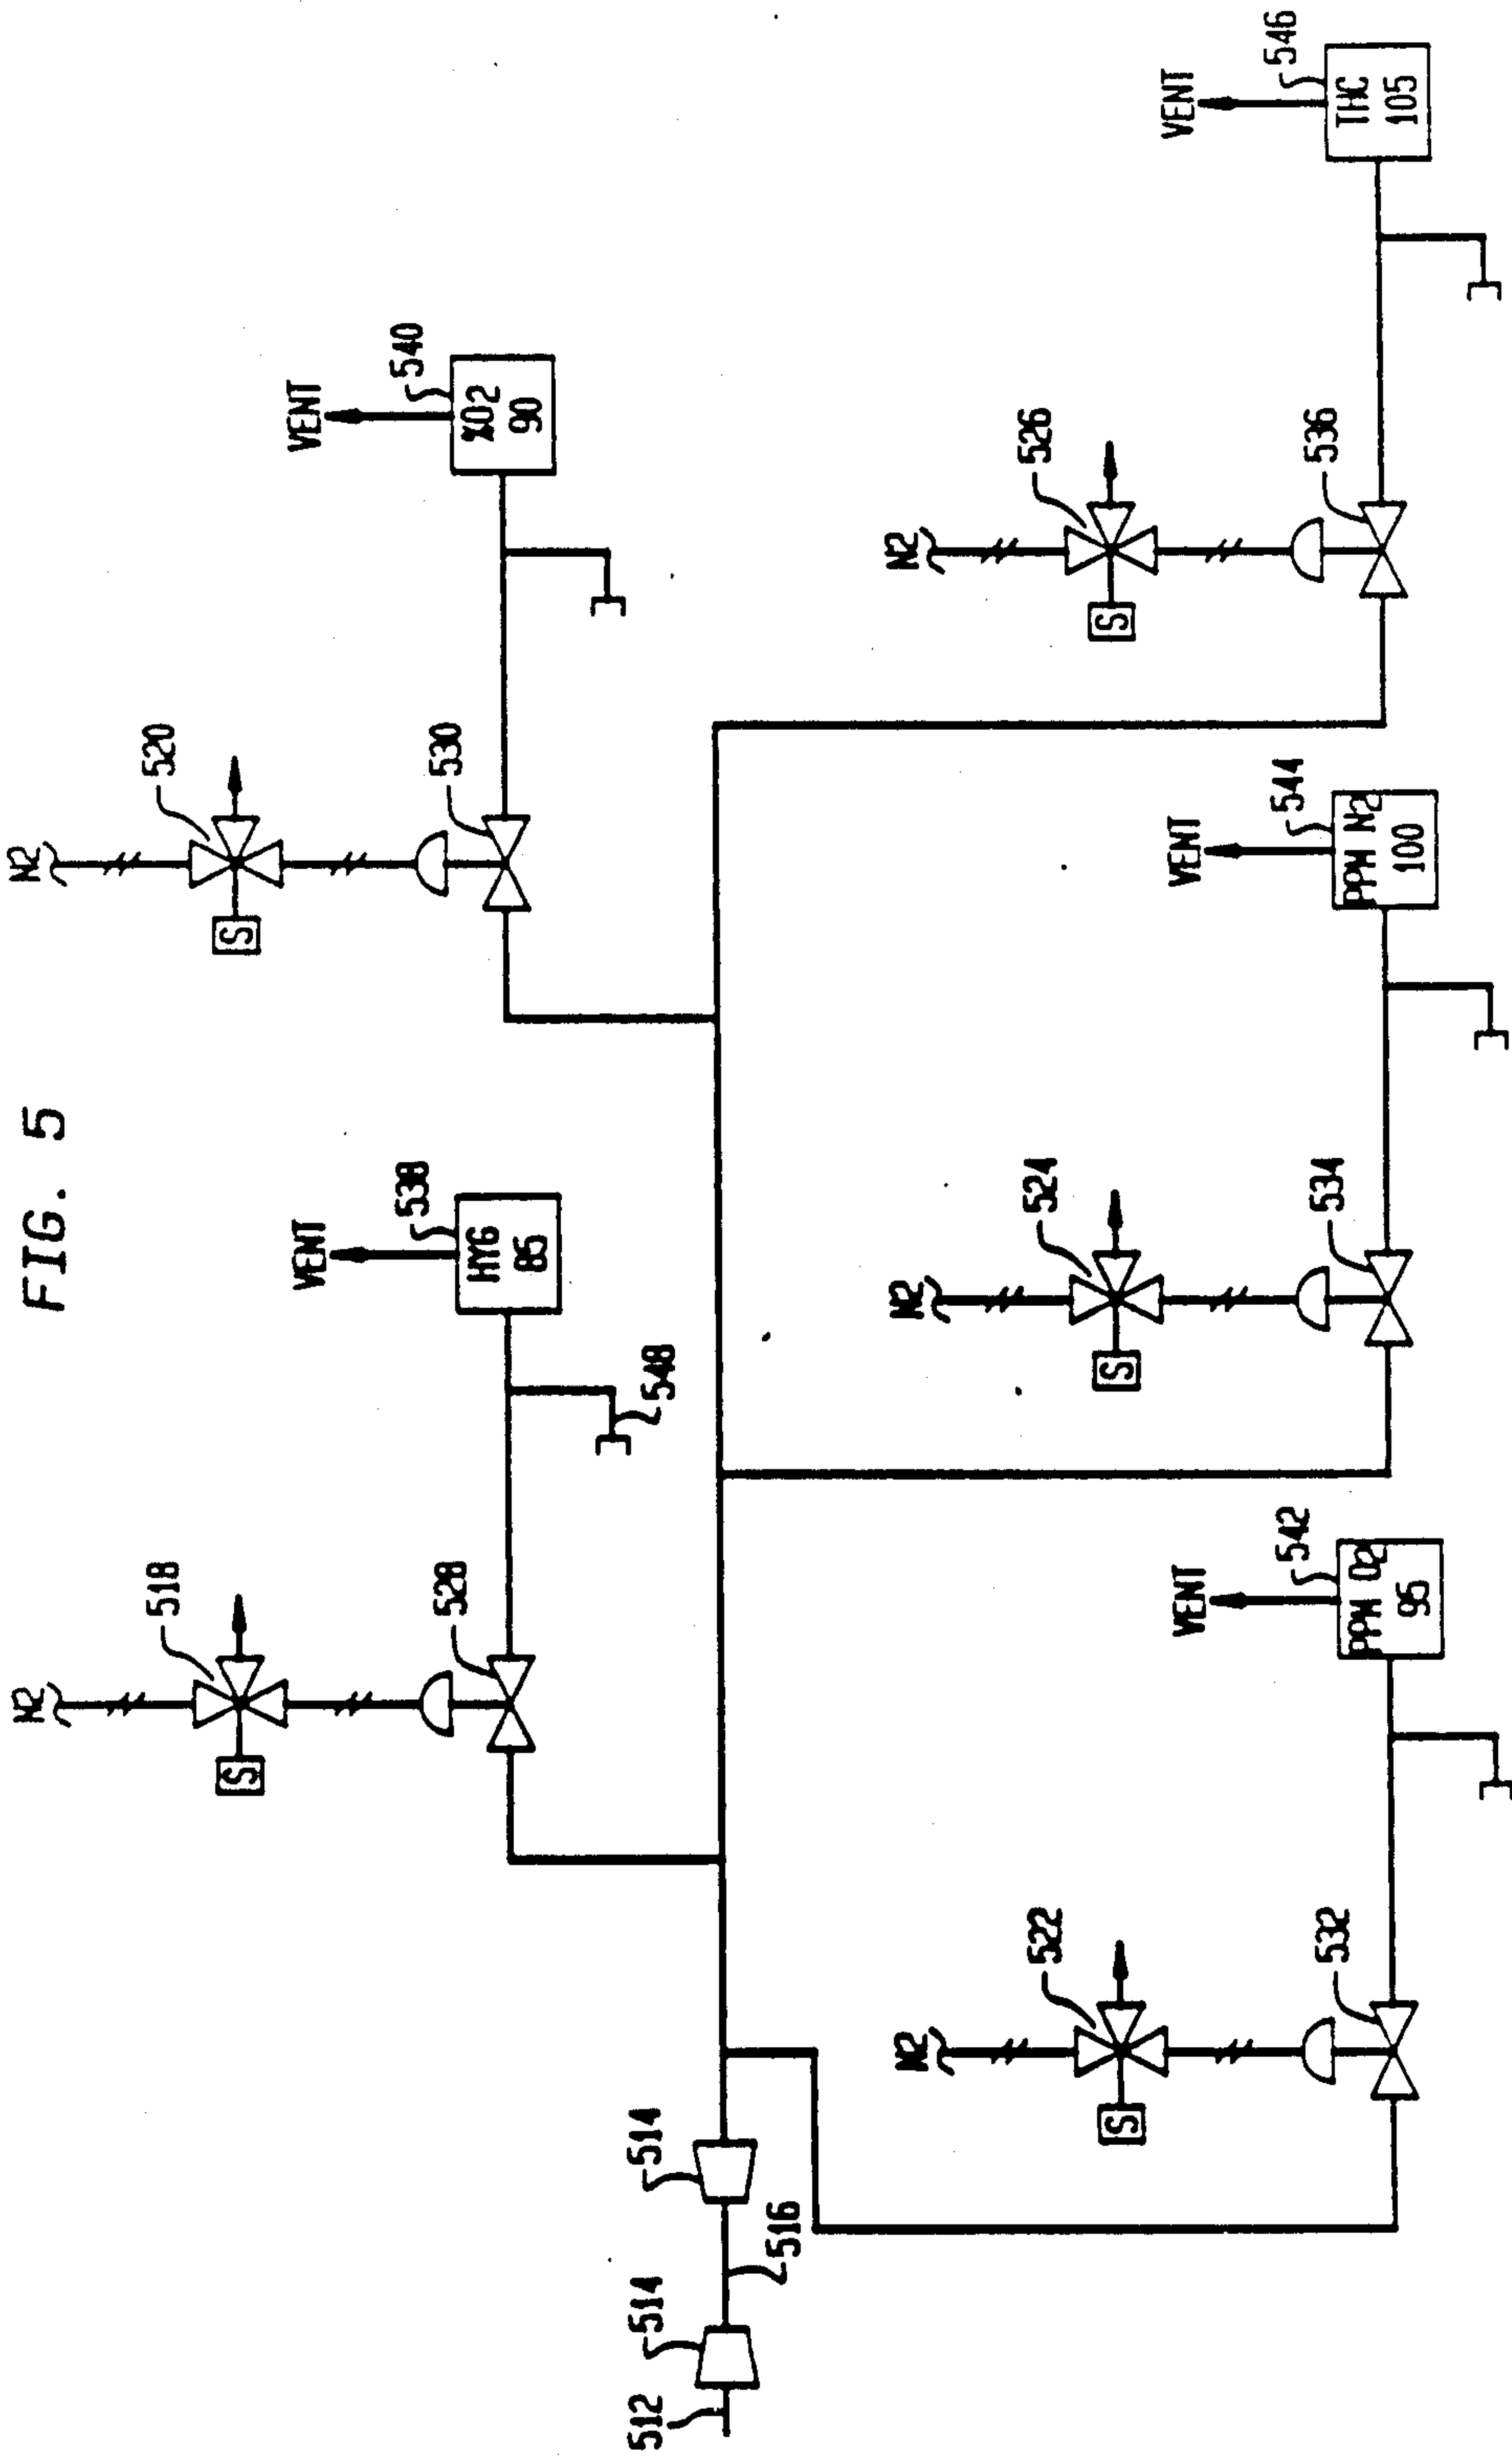 FIG. 5
N2
518
S
528
VENT
538
HYG
85
548
N2
520
S
530
VENT
540
%O2
90
512
514
516
514
N2
522
S
532
VENT
542
PPM O2
95
N2
524
S
534
VENT
544
PPM N2
100
N2
526
S
536
VENT
546
THC
105